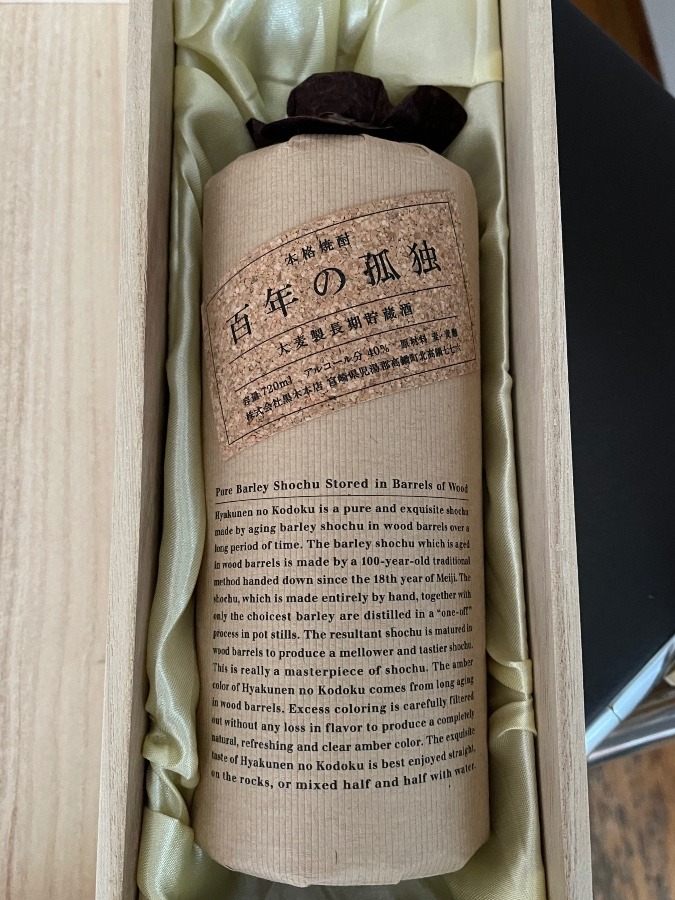 本格焼酎
百年の孤独
大麦製長期貯蔵酒
容量720ml アルコール分40% 原材料 麦・麦麹
株式会社黒木本店 宮崎県児湯郡高鍋町北高鍋七七六
Pure Barley Shochu Stored in Barrels of Wood
Hyakunen no Kodoku is a pure and exquisite shochu
made by aging barley shochu in wood barrels over a
long period of time. The barley shochu which is aged
in wood barrels is made by a 100-year-old traditional
method handed down since the 18th year of Meiji. The
shochu, which is made entirely by hand, together with
only the choicest barley are distilled in a "one-off"
process in pot stills. The resultant shochu is matured in
wood barrels to produce a mellower and tastier shochu.
This is really a masterpiece of shochu. The amber
color of Hyakunen no Kodoku comes from long aging
in wood barrels. Excess coloring is carefully filtered
out without any loss in flavor to produce a completely
natural, refreshing and clear amber color. The exquisite
taste of Hyakunen no Kodoku is best enjoyed straight,
on the rocks, or mixed half and half with water.